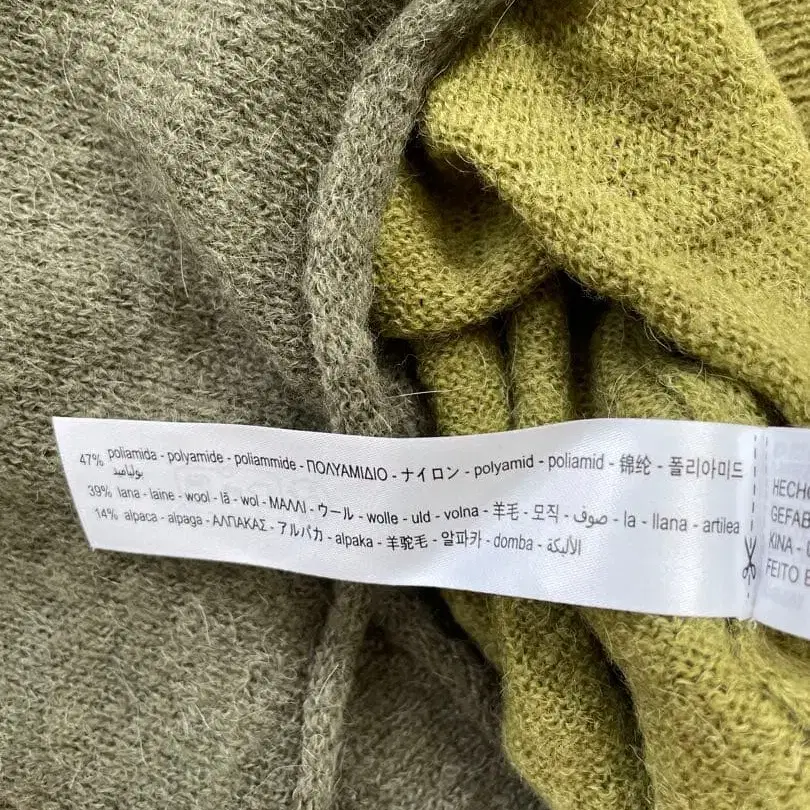 47% poliamida - polyamide - poliammide - ΠΟΛΥΑΜΙΔΙΟ - ナイロン - polyamid - poliamid - 锦纶 - 폴리아미드
بولياميد
39% lana - laine - wool - lã - wol - ΜΑΛΛΙ - ウール - wolle - uld - volna - 羊毛 - 모직 - صوف - la - llana - artilea
14% alpaca - alpaga - ΑΛΠΑΚΑΣ - アルパカ - alpaka - 羊驼毛 - 알파카 - domba - الألبكة
HECHO
GEFAB
KINA -
FEITO E